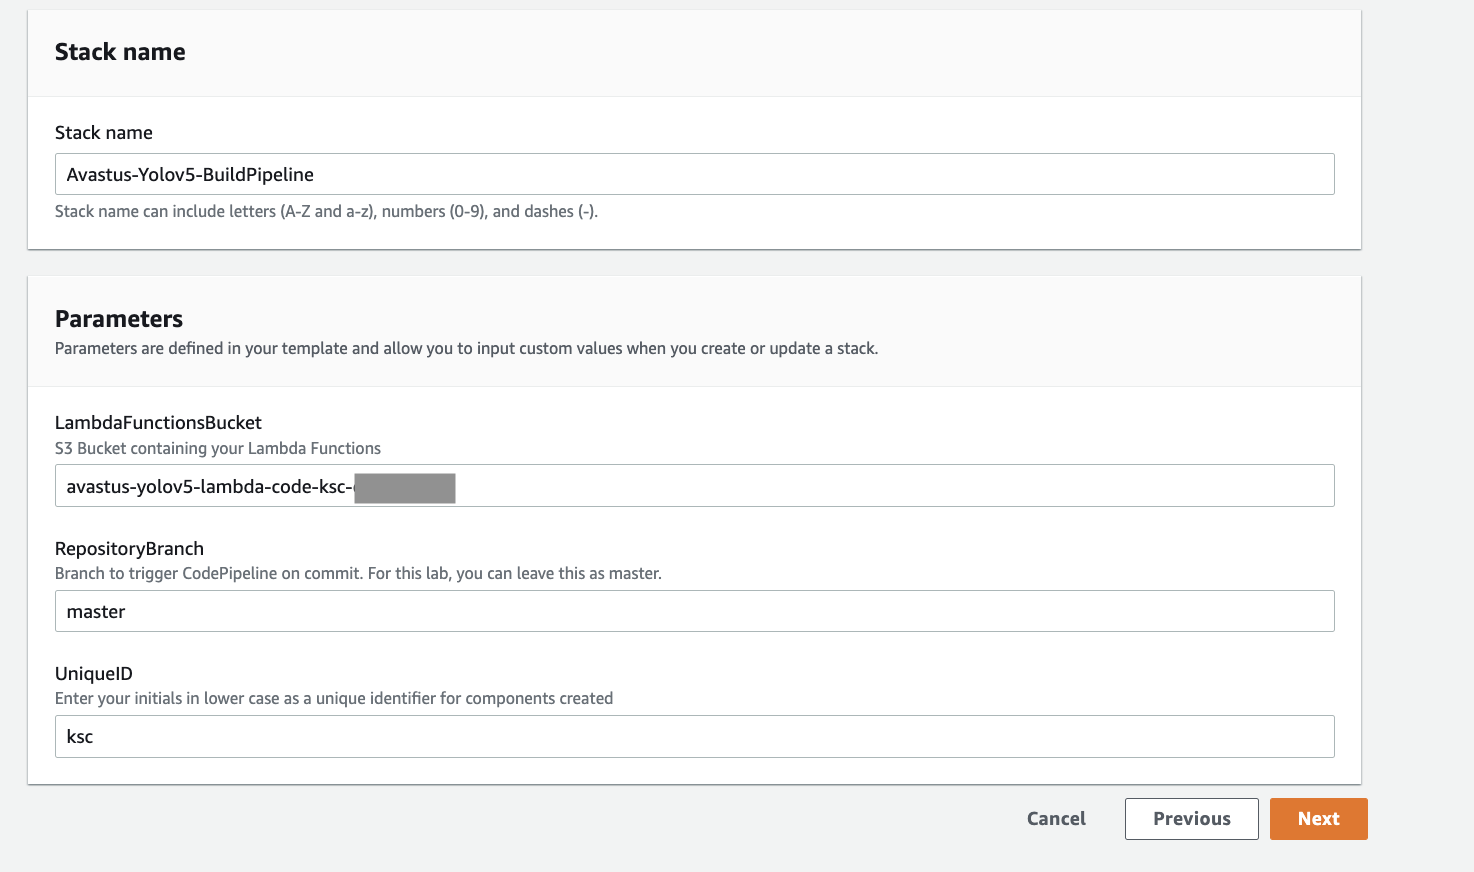 Stack name
Stack name
Avastus-Yolov5-BuildPipeline
Stack name can include letters (A-Z and a-z), numbers (0-9), and dashes (-).
Parameters
Parameters are defined in your template and allow you to input custom values when you create or update a stack.
LambdaFunctionsBucket
S3 Bucket containing your Lambda Functions
avastus-yolov5-lambda-code-ksc-
RepositoryBranch
Branch to trigger CodePipeline on commit. For this lab, you can leave this as master.
master
UniqueID
Enter your initials in lower case as a unique identifier for components created
ksc
Cancel Previous Next